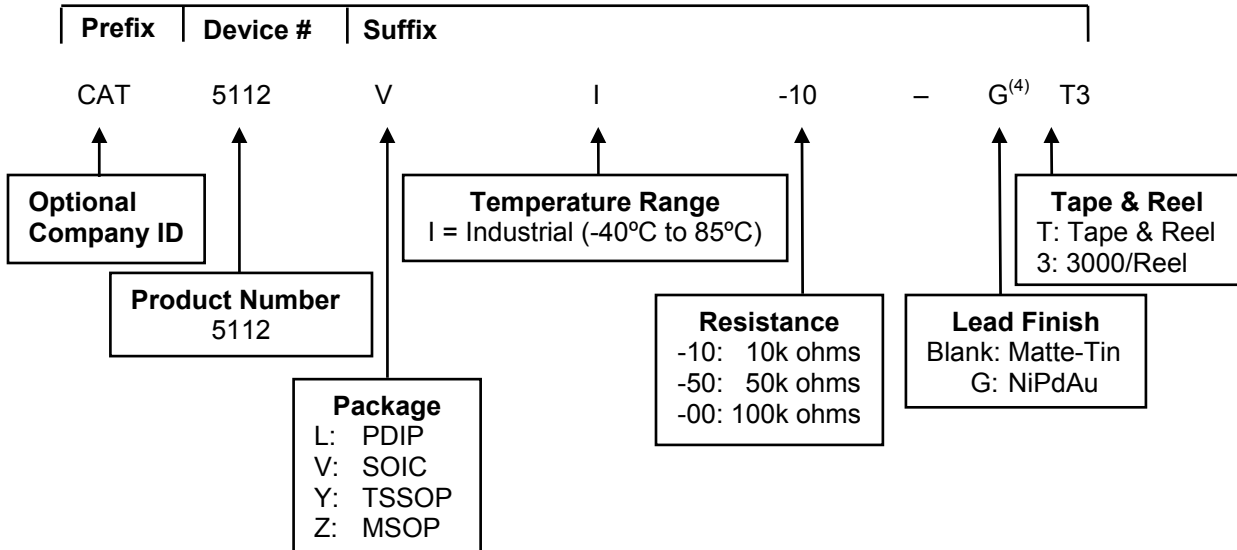 Prefix Device # Suffix
CAT 5112 V I -10 – G(4) T3
Optional
Company ID
Product Number
5112
Package
L: PDIP
V: SOIC
Y: TSSOP
Z: MSOP
Temperature Range
I = Industrial (-40ºC to 85ºC)
Resistance
-10: 10k ohms
-50: 50k ohms
-00: 100k ohms
Lead Finish
Blank: Matte-Tin
G: NiPdAu
Tape & Reel
T: Tape & Reel
3: 3000/Reel